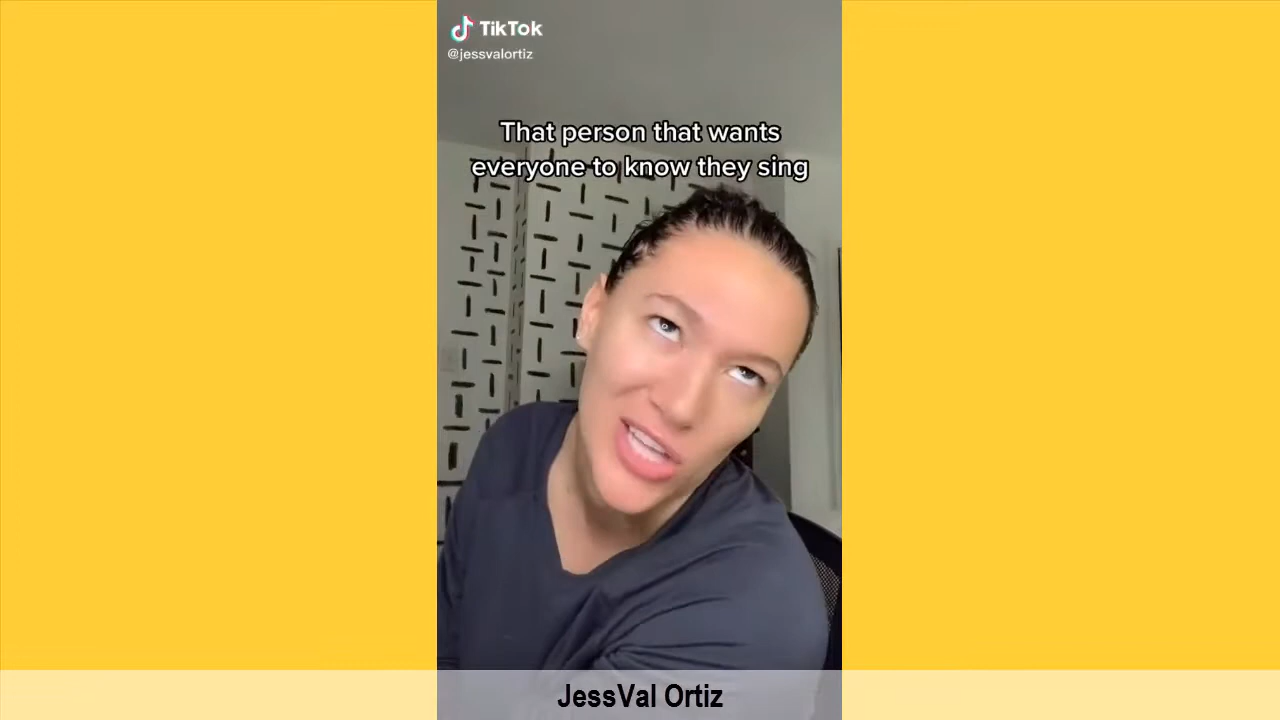 TikTok
@jessvalortiz
That person that wants
everyone to know they sing
JessVal Ortiz